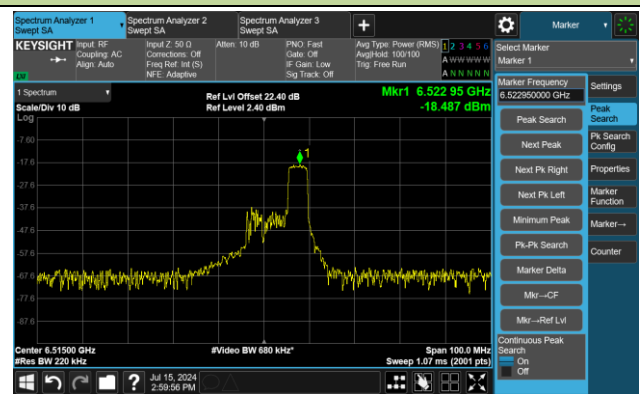 Spectrum Analyzer 1
Swept SA
Spectrum Analyzer 2
Swept SA
Spectrum Analyzer 3
Swept SA
+
Marker
KEYSIGHT
Input: RF
Coupling: AC
Align: Auto
Input Z: 50 Ω
Corrections: Off
Freq Ref: Int (S)
NFE: Adaptive
Atten: 10 dB
PNO: Fast
Gate: Off
IF Gain: Low
Sig Track: Off
Avg Type: Power (RMS)
Avg|Hold: 100/100
Trig: Free Run
1 2 3 4 5 6
A W W W W W
A N N N N N
LV
Select Marker
Marker 1
1 Spectrum
Scale/Div 10 dB
Log
Ref Lvl Offset 22.40 dB
Ref Level 2.40 dBm
Mkr1 6.522 95 GHz
-18.487 dBm
1
-7.60
-17.6
-27.6
-37.6
-47.6
-57.6
-67.6
-77.6
-87.6
Center 6.51500 GHz
#Res BW 220 kHz
#Video BW 680 kHz*
Span 100.0 MHz
Sweep 1.07 ms (2001 pts)
Marker Frequency
6.522950000 GHz
Peak Search
Next Peak
Next Pk Right
Next Pk Left
Minimum Peak
Pk-Pk Search
Marker Delta
Mkr→CF
Mkr→Ref Lvl
Continuous Peak
Search
On
Off
Settings
Peak
Search
Pk Search
Config
Properties
Marker
Function
Marker→
Counter
?
Jul 15, 2024
2:59:56 PM